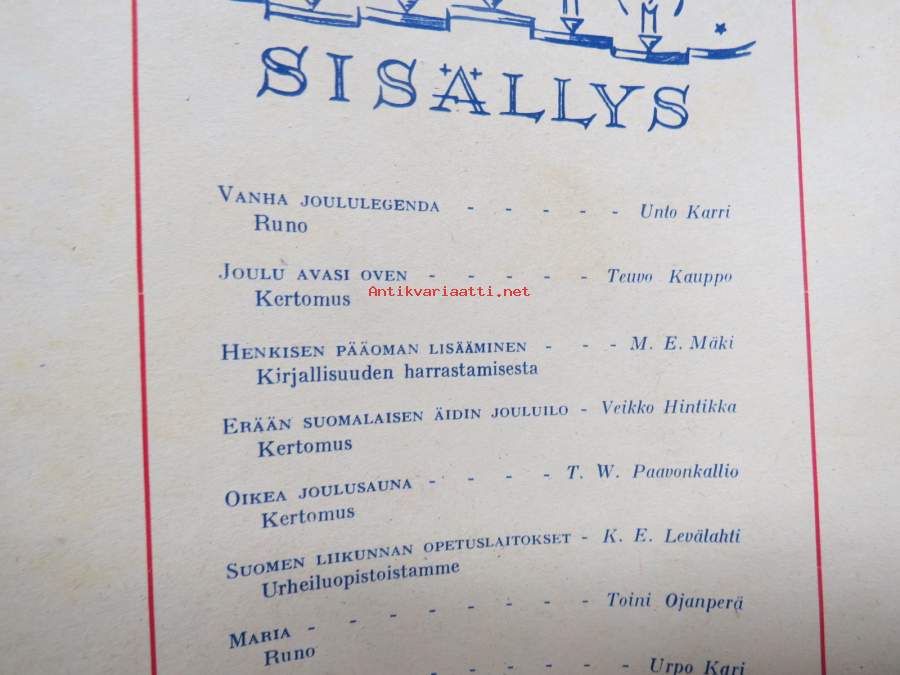 SISÄLLYS
VANHA JOULULEGENDA - - - - - Unto Karri
Runo
JOULU AVASI OVEN - - - - - Teuvo Kauppo
Antikvariaatti.net
Kertomus
HENKISEN PÄÄOMAN LISÄÄMINEN - - - M. E. Mäki
Kirjallisuuden harrastamisesta
ERÄÄN SUOMALAISEN ÄIDIN JOULUILO - Veikko Hintikka
Kertomus
OIKEA JOULUSAUNA - - - - T. W. Paavonkallio
Kertomus
SUOMEN LIIKUNNAN OPETUSLAITOKSET - K. E. Levälahti
Urheiluopistoistamme
MARIA - - - - - - - - Toini Ojanperä
Runo
- - - - - - Urpo Kari